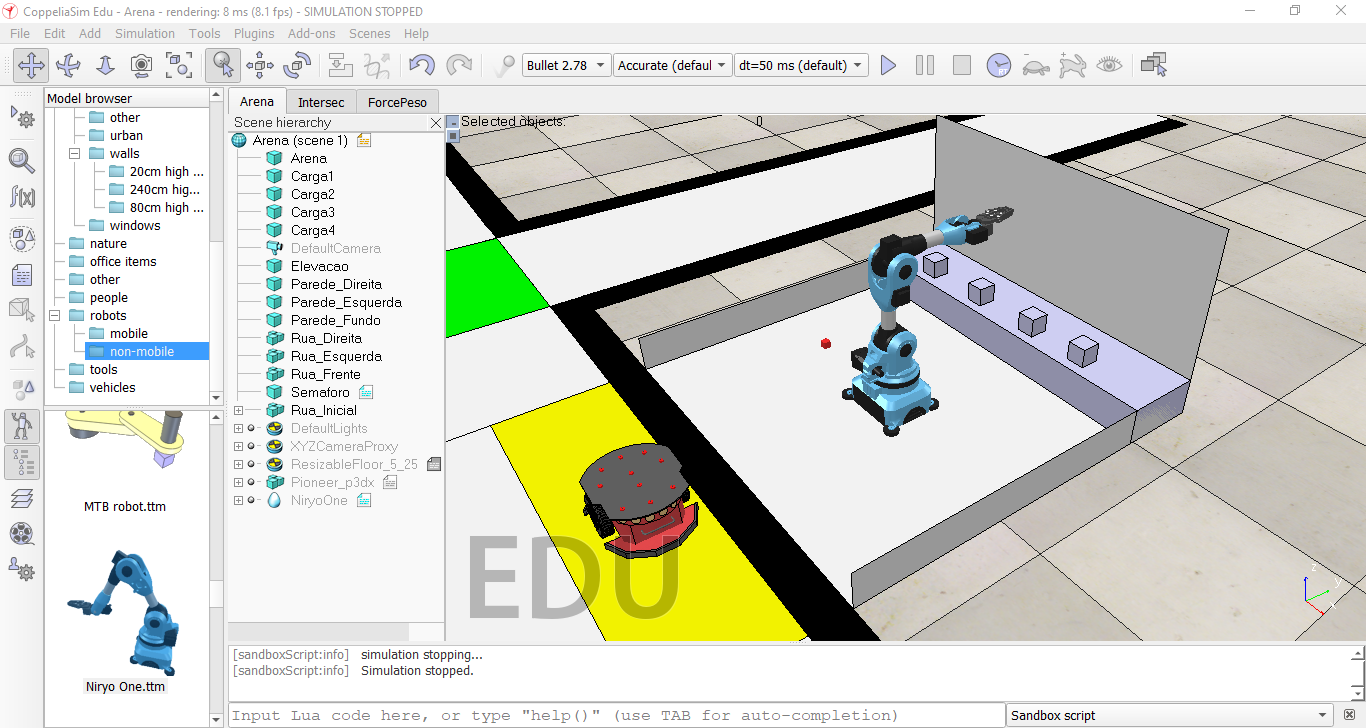 CoppeliaSim Edu - Arena - rendering: 8 ms (8.1 fps) - SIMULATION STOPPED
File Edit Add Simulation Tools Plugins Add-ons Scenes Help
Bullet 2.78 Accurate (defaul dt=50 ms (default) RT
Model browser
other
urban
walls
20cm high ...
240cm hig...
80cm high ...
windows
nature
office items
other
people
robots
mobile
non-mobile
tools
vehicles
MTB robot.ttm
Niryo One.ttm
Arena Intersec ForcePeso
Scene hierarchy
Arena (scene 1)
Arena
Carga1
Carga2
Carga3
Carga4
DefaultCamera
Elevacao
Parede_Direita
Parede_Esquerda
Parede_Fundo
Rua_Direita
Rua_Esquerda
Rua_Frente
Semaforo
Rua_Inicial
DefaultLights
XYZCameraProxy
ResizableFloor_5_25
Pioneer_p3dx
NiryoOne
Selected objects: 0
EDU
z
y
x
[sandboxScript:info] simulation stopping...
[sandboxScript:info] Simulation stopped.
Input Lua code here, or type "help()" (use TAB for auto-completion)
Sandbox script
f(x)